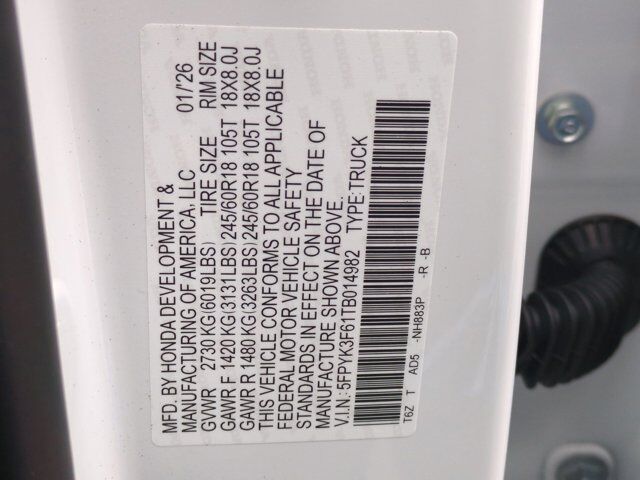 MFD. BY HONDA DEVELOPMENT &
MANUFACTURING OF AMERICA, LLC 01/'26
GVWR 2730 KG(6019LBS) TIRE SIZE RIM SIZE
GAWR F 1420 KG(3131LBS)245/60R18 105T 18X8.0J
GAWR R 1480 KG(3263LBS)245/60R18 105T 18X8.0J
THIS VEHICLE CONFORMS TO ALL APPLICABLE
FEDERAL MOTOR VEHICLE SAFETY
STANDARDS IN EFFECT ON THE DATE OF
MANUFACTURE SHOWN ABOVE.
V.I.N.: 5FPYK3F61TB014982 TYPE:TRUCK
T6Z T AD5 -NH883P -R -B